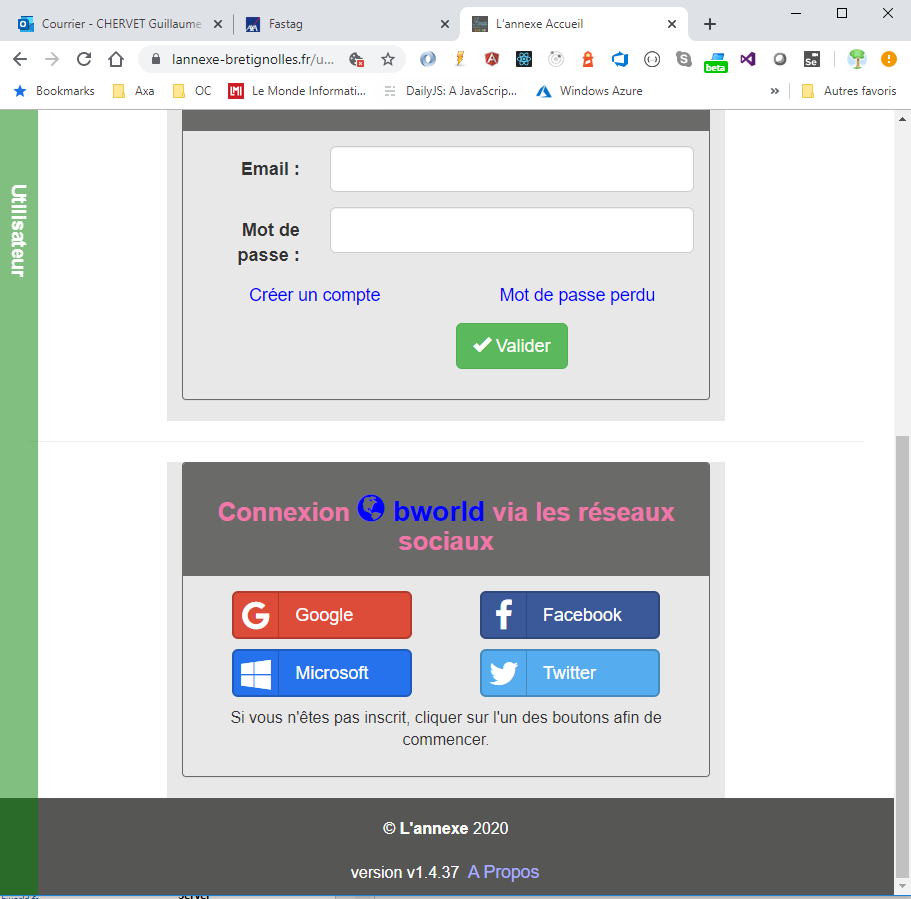 Courrier - CHERVET Guillaume
Fastag
L'annexe Accueil
lannexe-bretignolles.fr/u...
beta
Se
Bookmarks
Axa
OC
LMI
Le Monde Informati...
DailyJS: A JavaScrip...
Windows Azure
»
Autres favoris
Utilisateur
Email :
Mot de
passe :
Créer un compte
Mot de passe perdu
Valider
Connexion bworld via les réseaux
sociaux
Google
Facebook
Microsoft
Twitter
Si vous n'êtes pas inscrit, cliquer sur l'un des boutons afin de
commencer.
© L'annexe 2020
version v1.4.37 A Propos